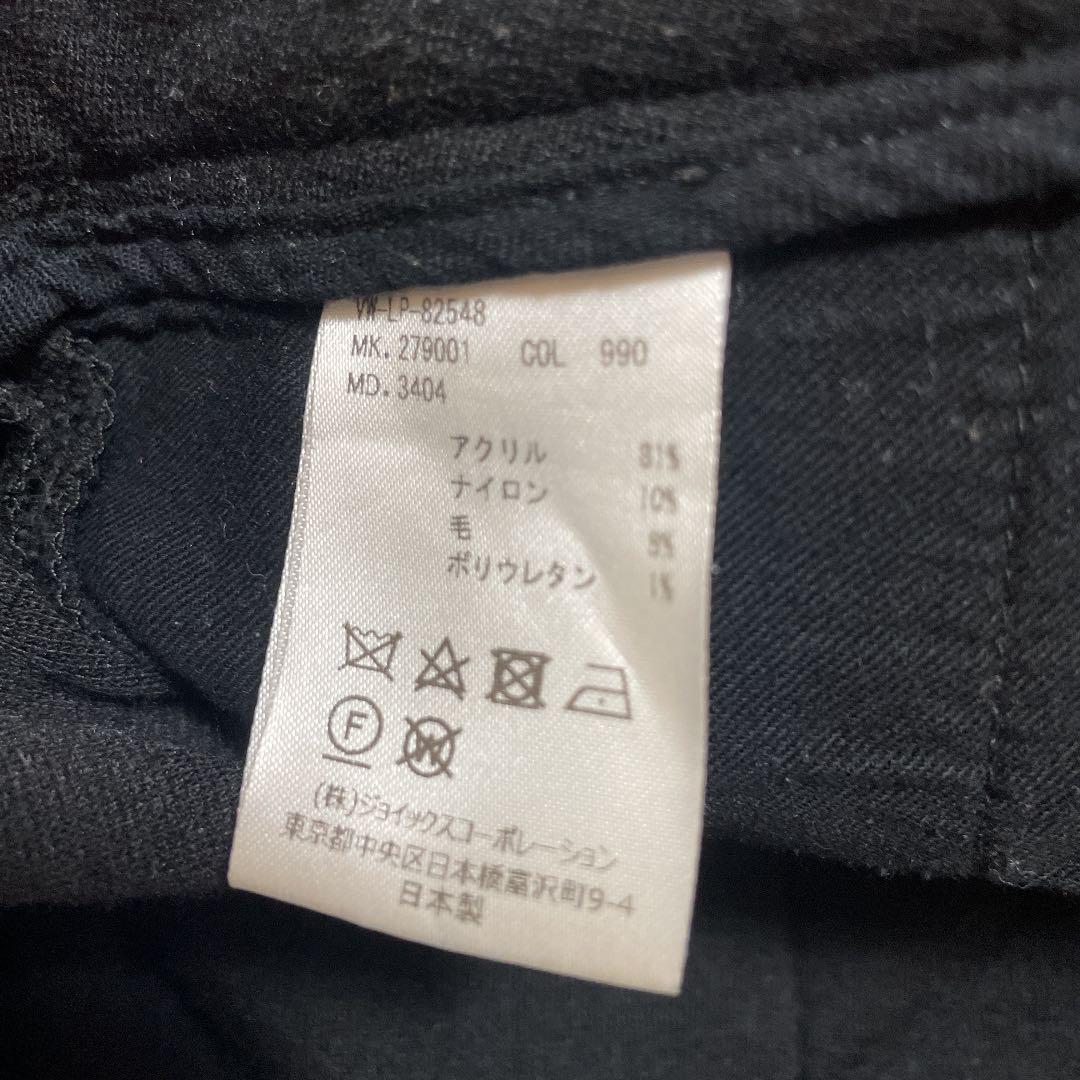 VW-LP-82548
MK. 279001 COL 990
MD. 3404
アクリル 81%
ナイロン 10%
毛
ポリウレタン 1%
F
W
(株)ジョイックスコーポレーション
東京都中央区日本橋富沢町9-4
日本製